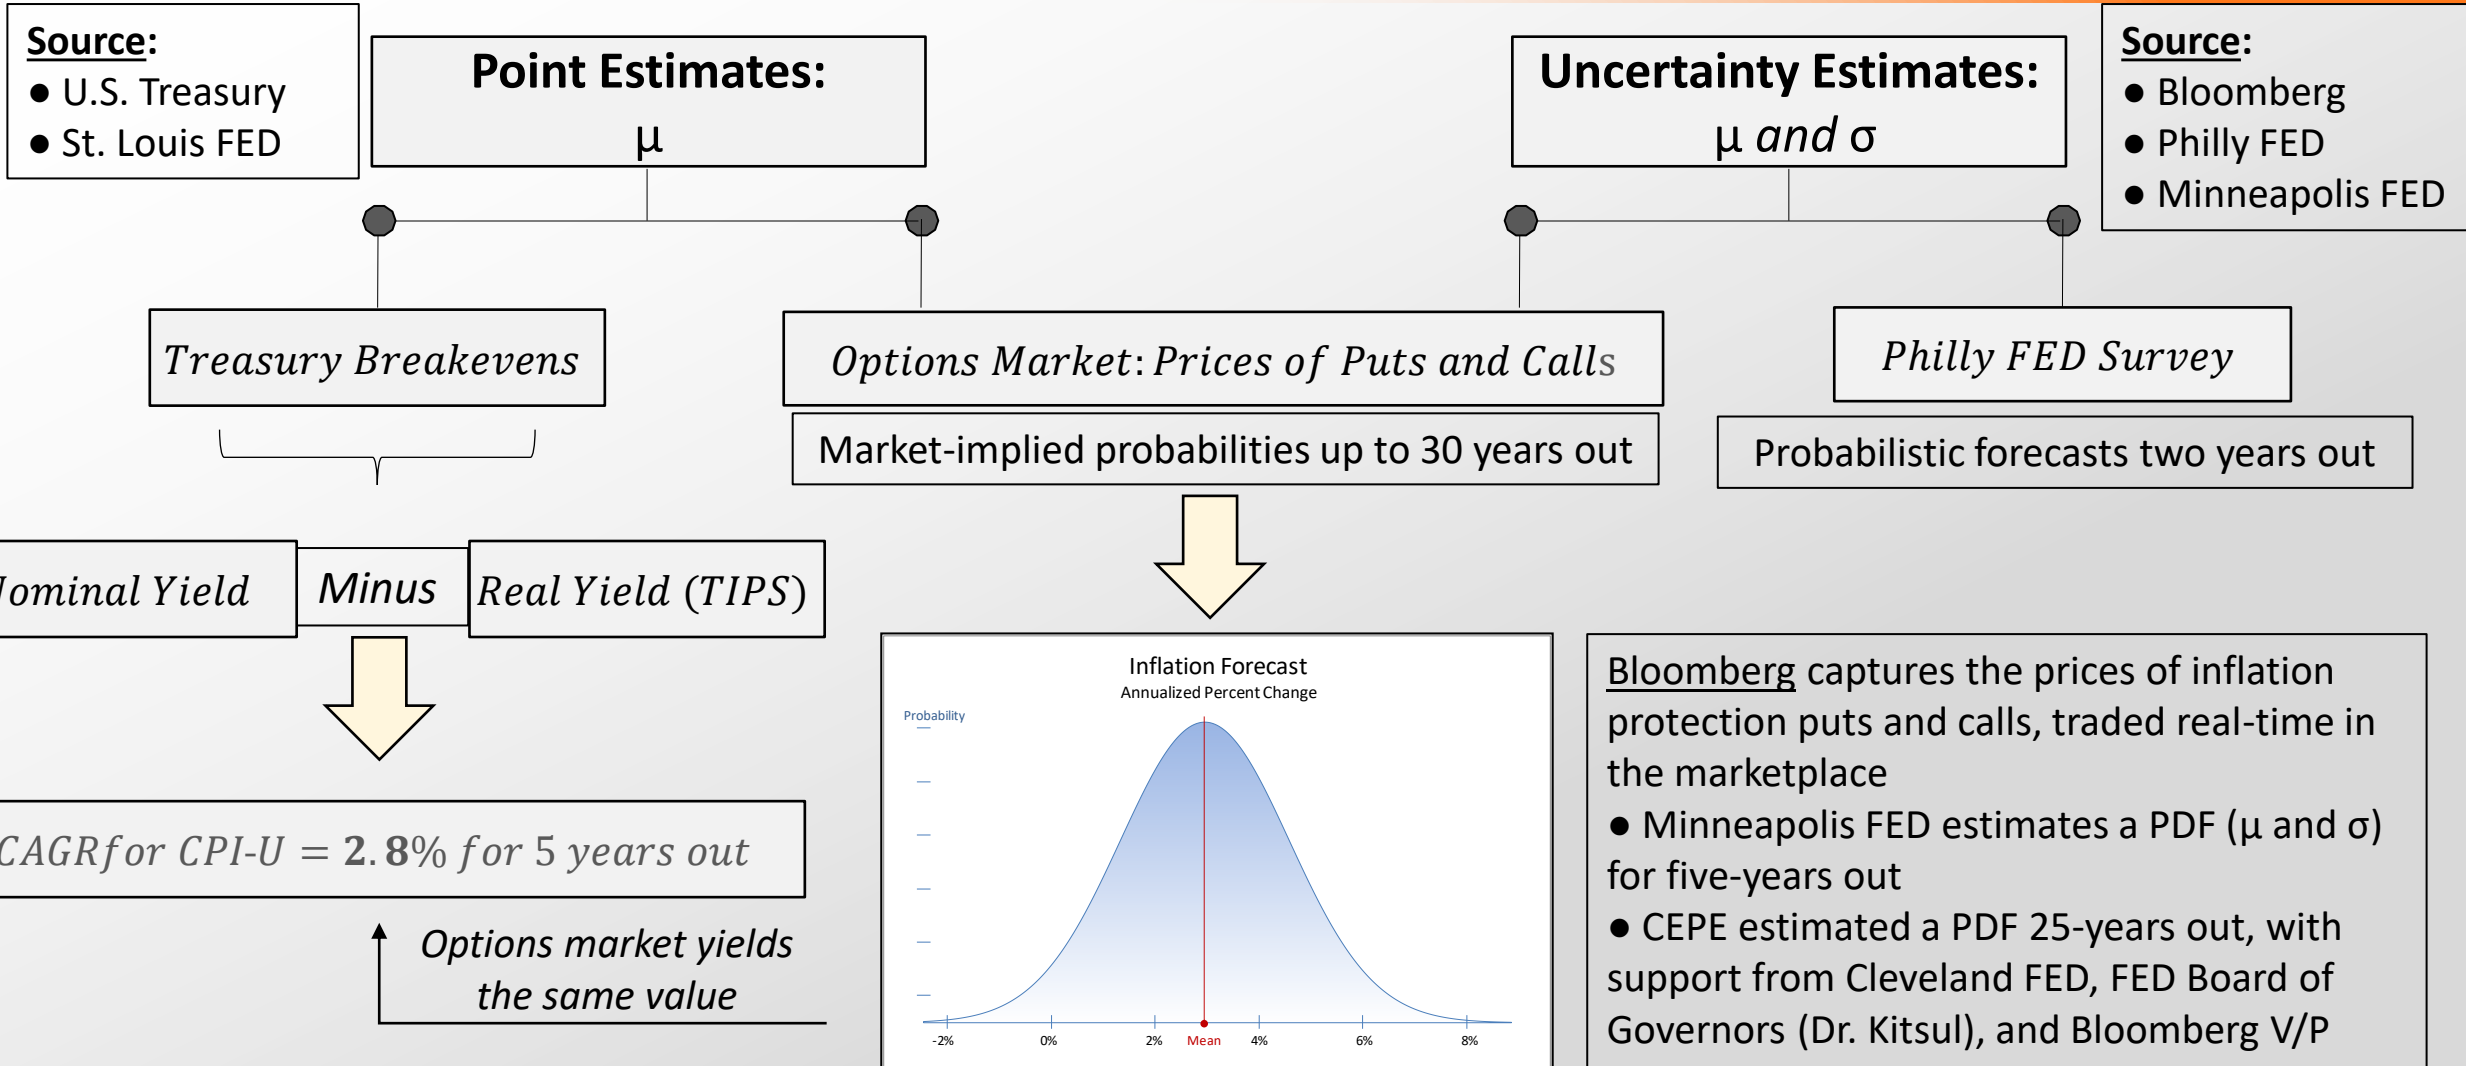 Source:
● U.S. Treasury
● St. Louis FED
Point Estimates:
μ
Uncertainty Estimates:
μ and σ
Source:
● Bloomberg
● Philly FED
● Minneapolis FED
Treasury Breakevens
Options Market: Prices of Puts and Calls
Philly FED Survey
Market-implied probabilities up to 30 years out
Probabilistic forecasts two years out
Yield
Minus
Real Yield (TIPS)
CAGRfor CPI-U = 2.8% for 5 years out
Options market yields
the same value
Inflation Forecast
Annualized Percent Change
Probability
-2%
0%
2%
Mean
4%
6%
8%
Bloomberg captures the prices of inflation
protection puts and calls, traded real-time in
the marketplace
● Minneapolis FED estimates a PDF (μ and σ)
for five-years out
● CEPE estimated a PDF 25-years out, with
support from Cleveland FED, FED Board of
Governors (Dr. Kitsul), and Bloomberg V/P